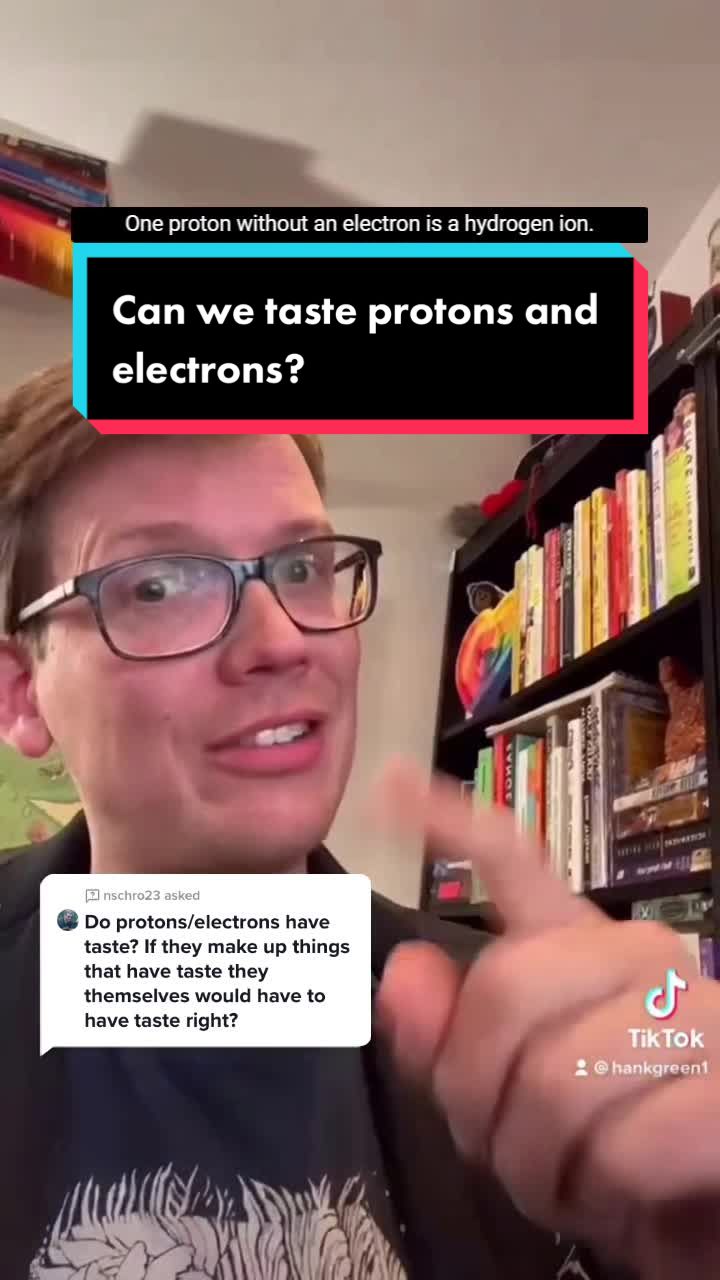 One proton without an electron is a hydrogen ion.
Can we taste protons and
electrons?
nschro23 asked
Do protons/electrons have
taste? If they make up things
that have taste they
themselves would have to
have taste right?
TikTok
@hankgreen1